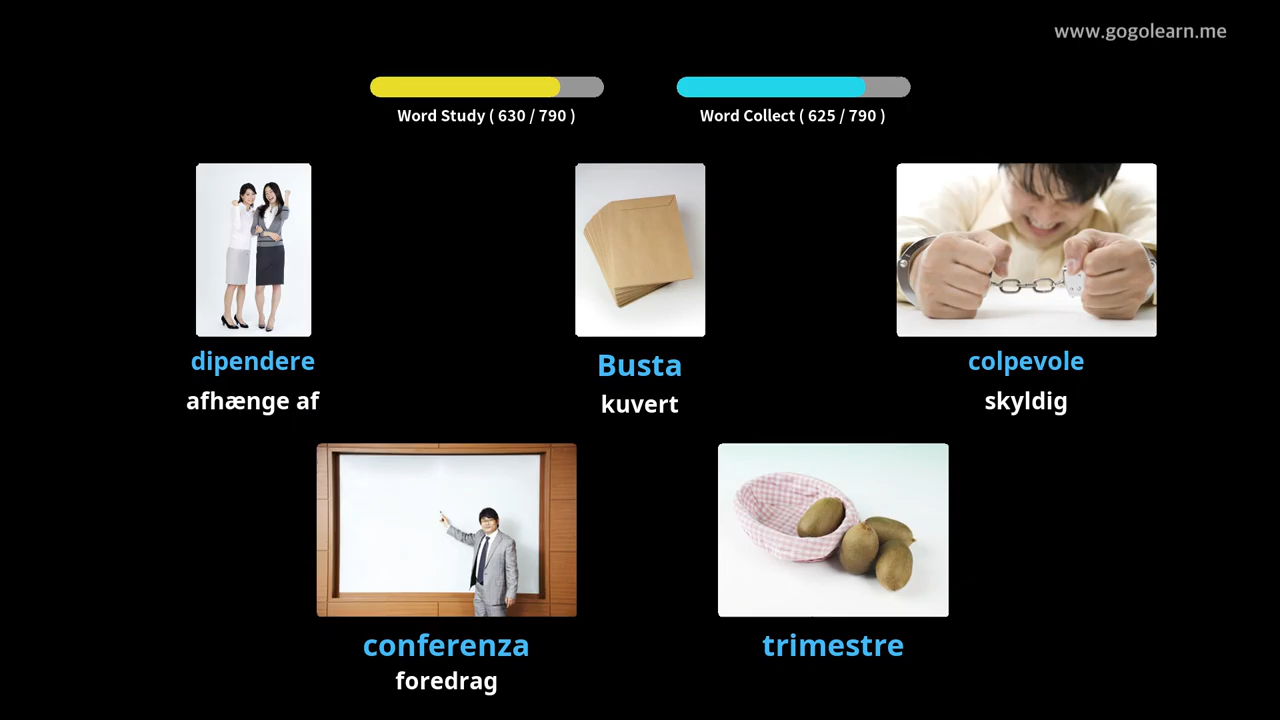 www.gogolearn.me
Word Study ( 630 / 790 )
Word Collect ( 625 / 790 )
dipendere
afhænge af
Busta
kuvert
colpevole
skyldig
conferenza
foredrag
trimestre